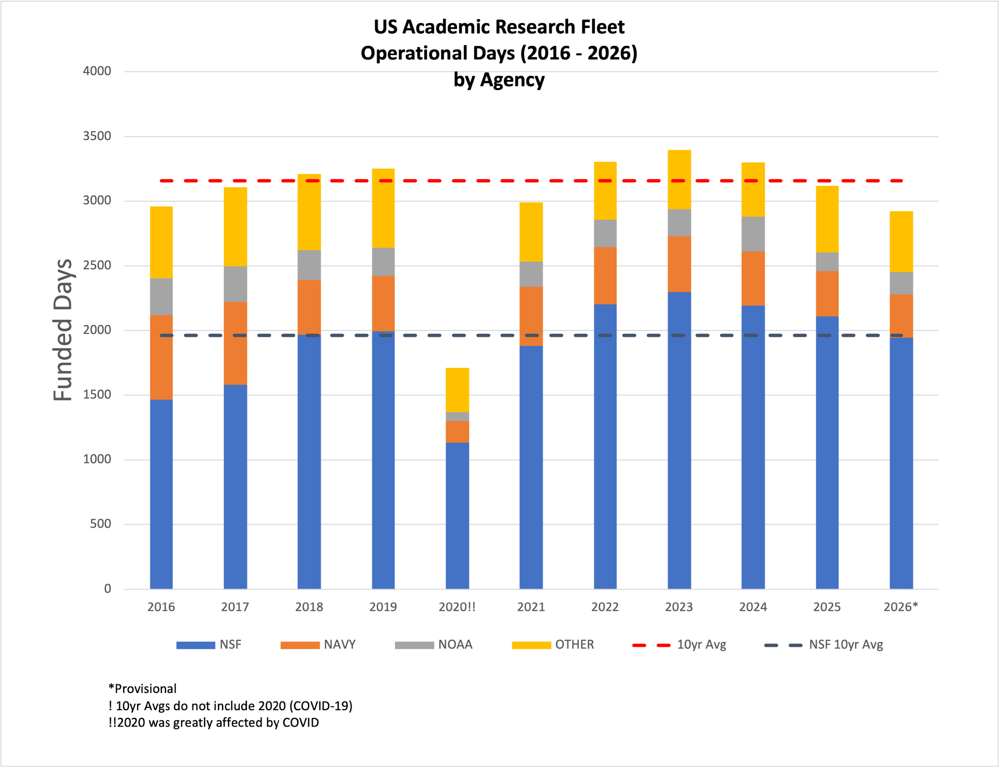 US Academic Research Fleet
Operational Days (2016 - 2026)
by Agency
4000
3500
3000
2500
2000
1500
1000
500
0
Funded Days
2016 2017 2018 2019 2020!! 2021 2022 2023 2024 2025 2026*
NSF NAVY NOAA OTHER 10yr Avg NSF 10yr Avg
*Provisional
! 10yr Avgs do not include 2020 (COVID-19)
!!2020 was greatly affected by COVID